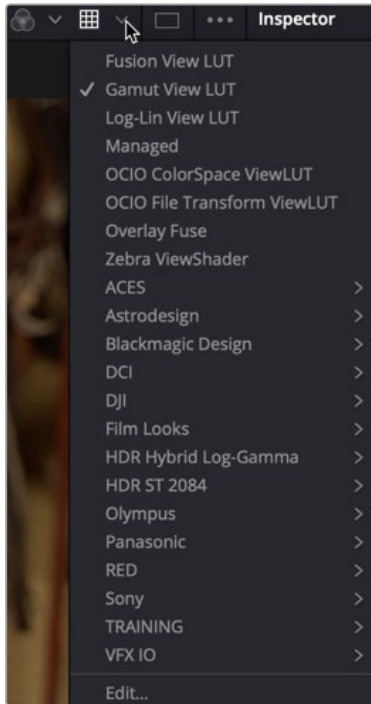 Inspector
Fusion View LUT
Gamut View LUT
Log-Lin View LUT
Managed
OCIO ColorSpace ViewLUT
OCIO File Transform ViewLUT
Overlay Fuse
Zebra ViewShader
ACES
Astrodesign
Blackmagic Design
DCI
DJI
Film Looks
HDR Hybrid Log-Gamma
HDR ST 2084
Olympus
Panasonic
RED
Sony
TRAINING
VFX IO
Edit...